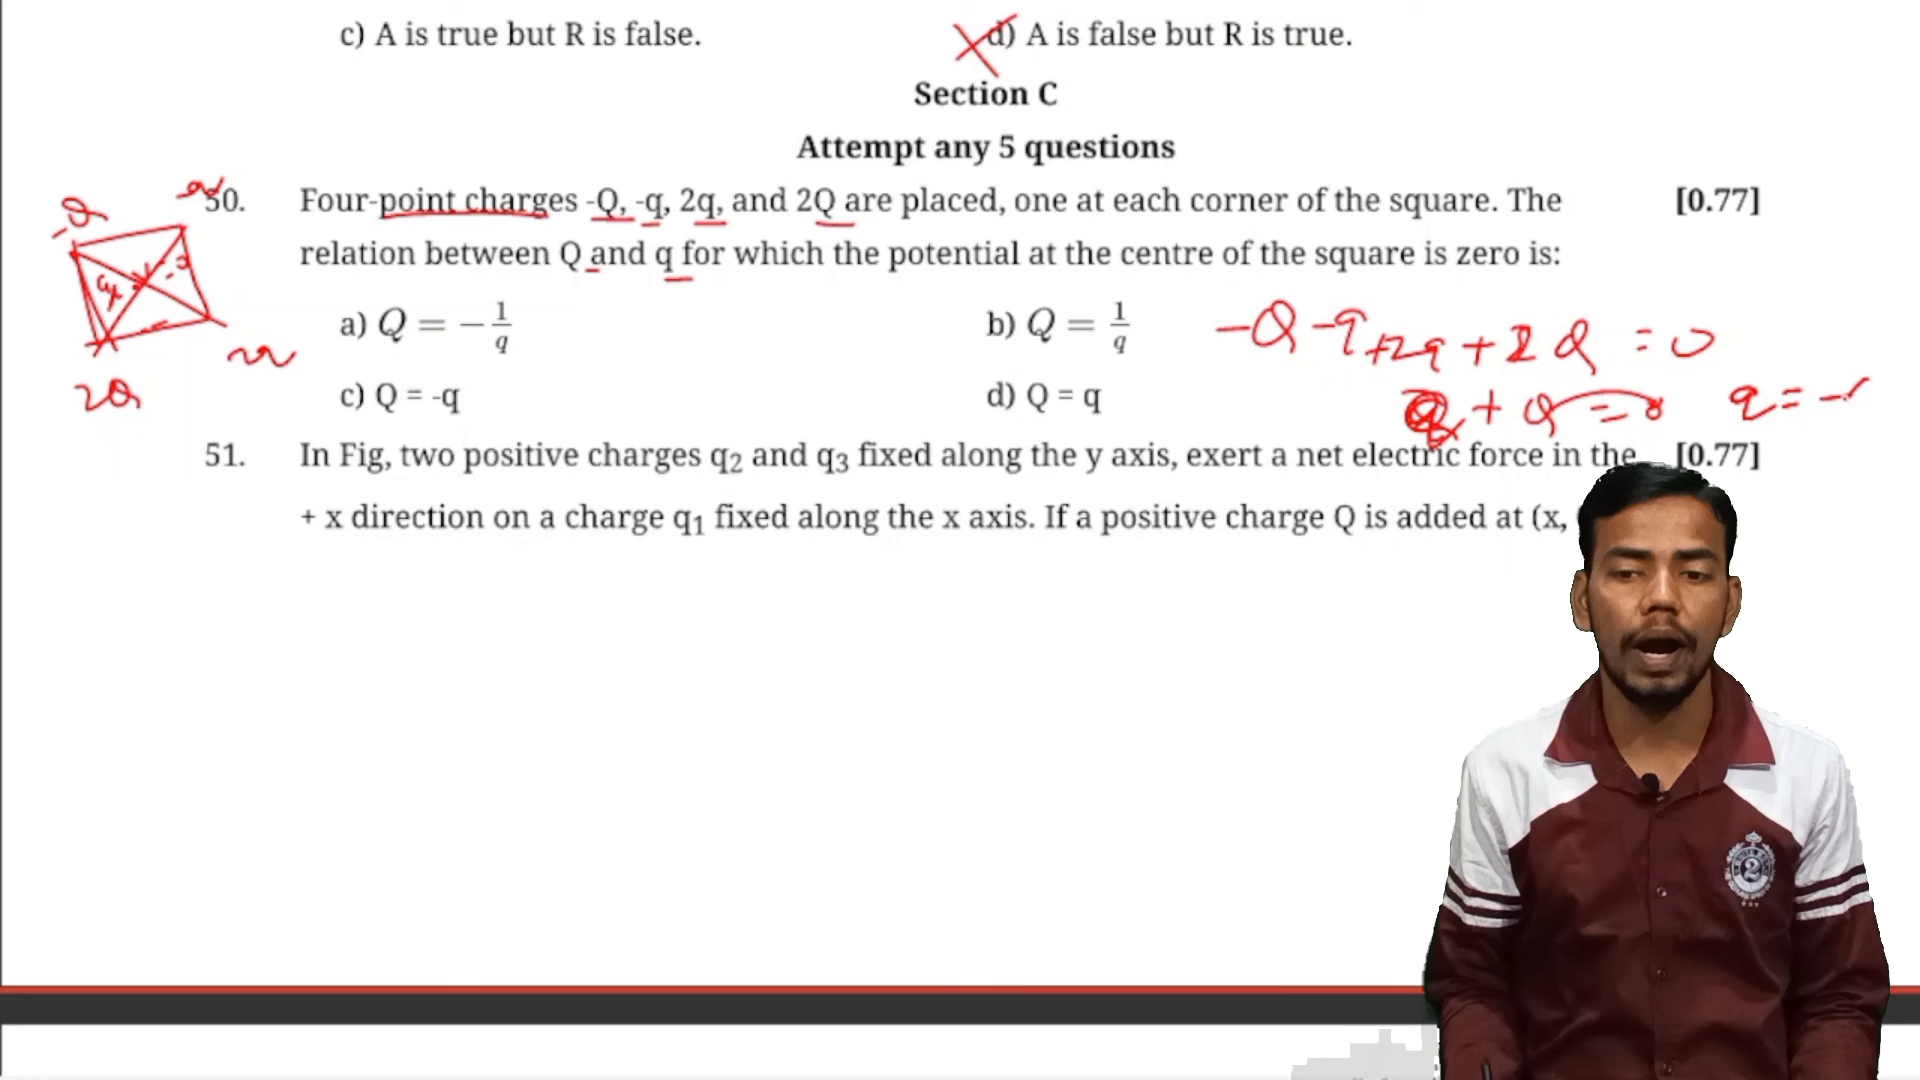 c) A is true but R is false. d) A is false but R is true.
Section C
Attempt any 5 questions
50. Four-point charges -Q, -q, 2q, and 2Q are placed, one at each corner of the square. The [0.77]
relation between Q and q for which the potential at the centre of the square is zero is:
a) Q = -1/q b) Q = 1/q
c) Q = -q d) Q = q
-Q -q +2q + 2Q = 0
+ Q = 0 q = -
-Q
2Q
51. In Fig, two positive charges q₂ and q₃ fixed along the y axis, exert a net electric force in the [0.77]
+ x direction on a charge q₁ fixed along the x axis. If a positive charge Q is added at (x,
2